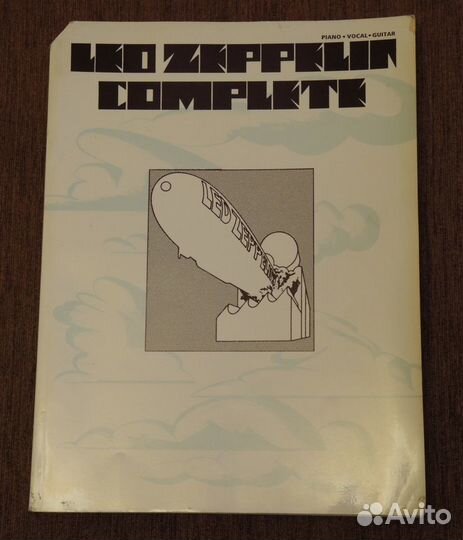 PIANO • VOCAL • GUITAR
LED ZEPPELIN
COMPLETE
LED ZEPPELIN
Avito